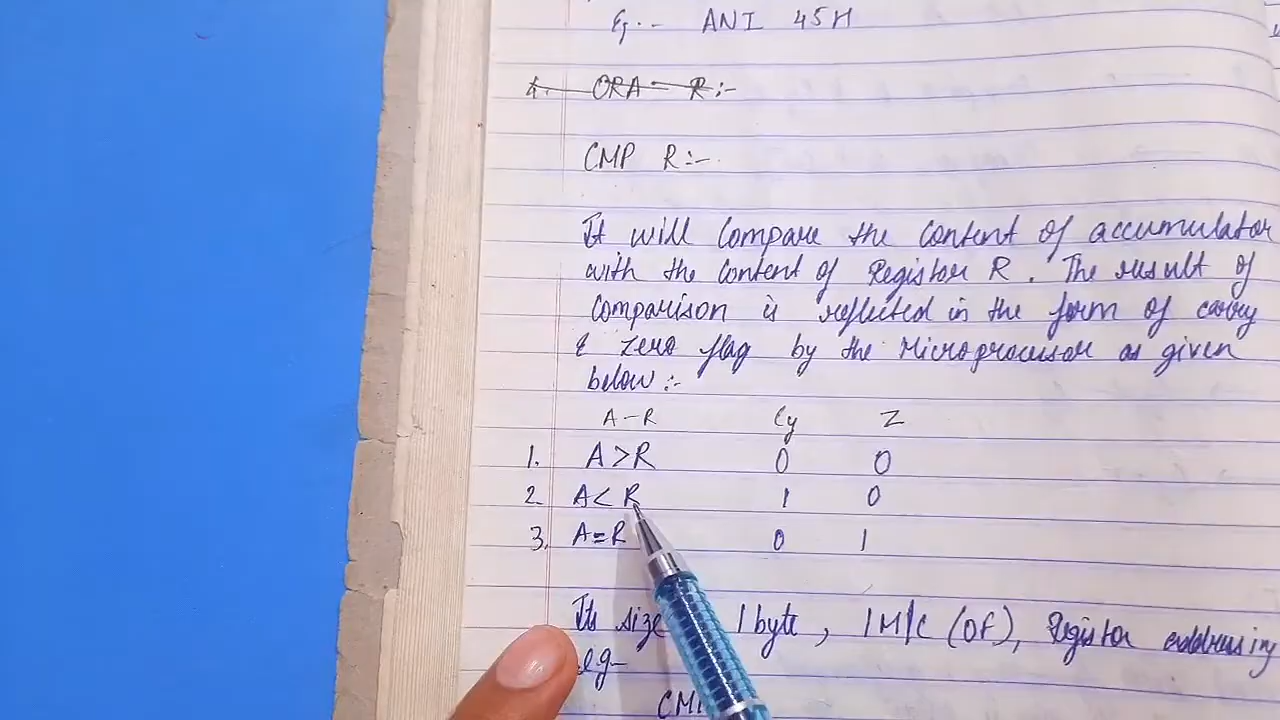 Eg:- ANI 45H
4. ORA R:-
CMP R:-
It will compare the content of accumulator
with the content of Register R. The result of
comparison is reflected in the form of carry
& zero flag by the Microprocessor as given
below:-
A-R Cy Z
1. A>R 0 0
2. A<R 1 0
3. A=R 0 1
Its size 1 byte, 1 M/C (OF), Register addressing
eg-